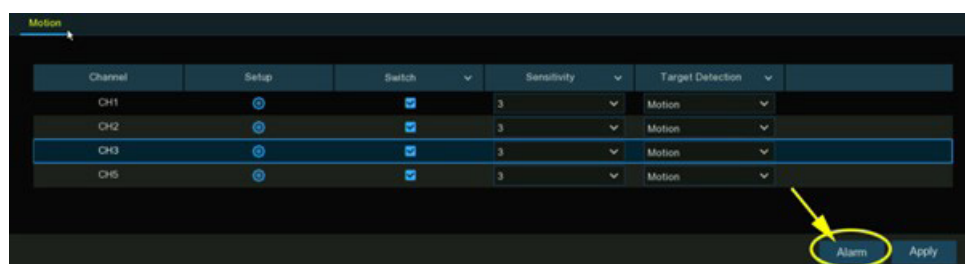 Motion
Channel Setup Switch Sensitivity Target Detection
CH1 3 Motion
CH2 3 Motion
CH3 3 Motion
CH5 3 Motion
Alarm Apply